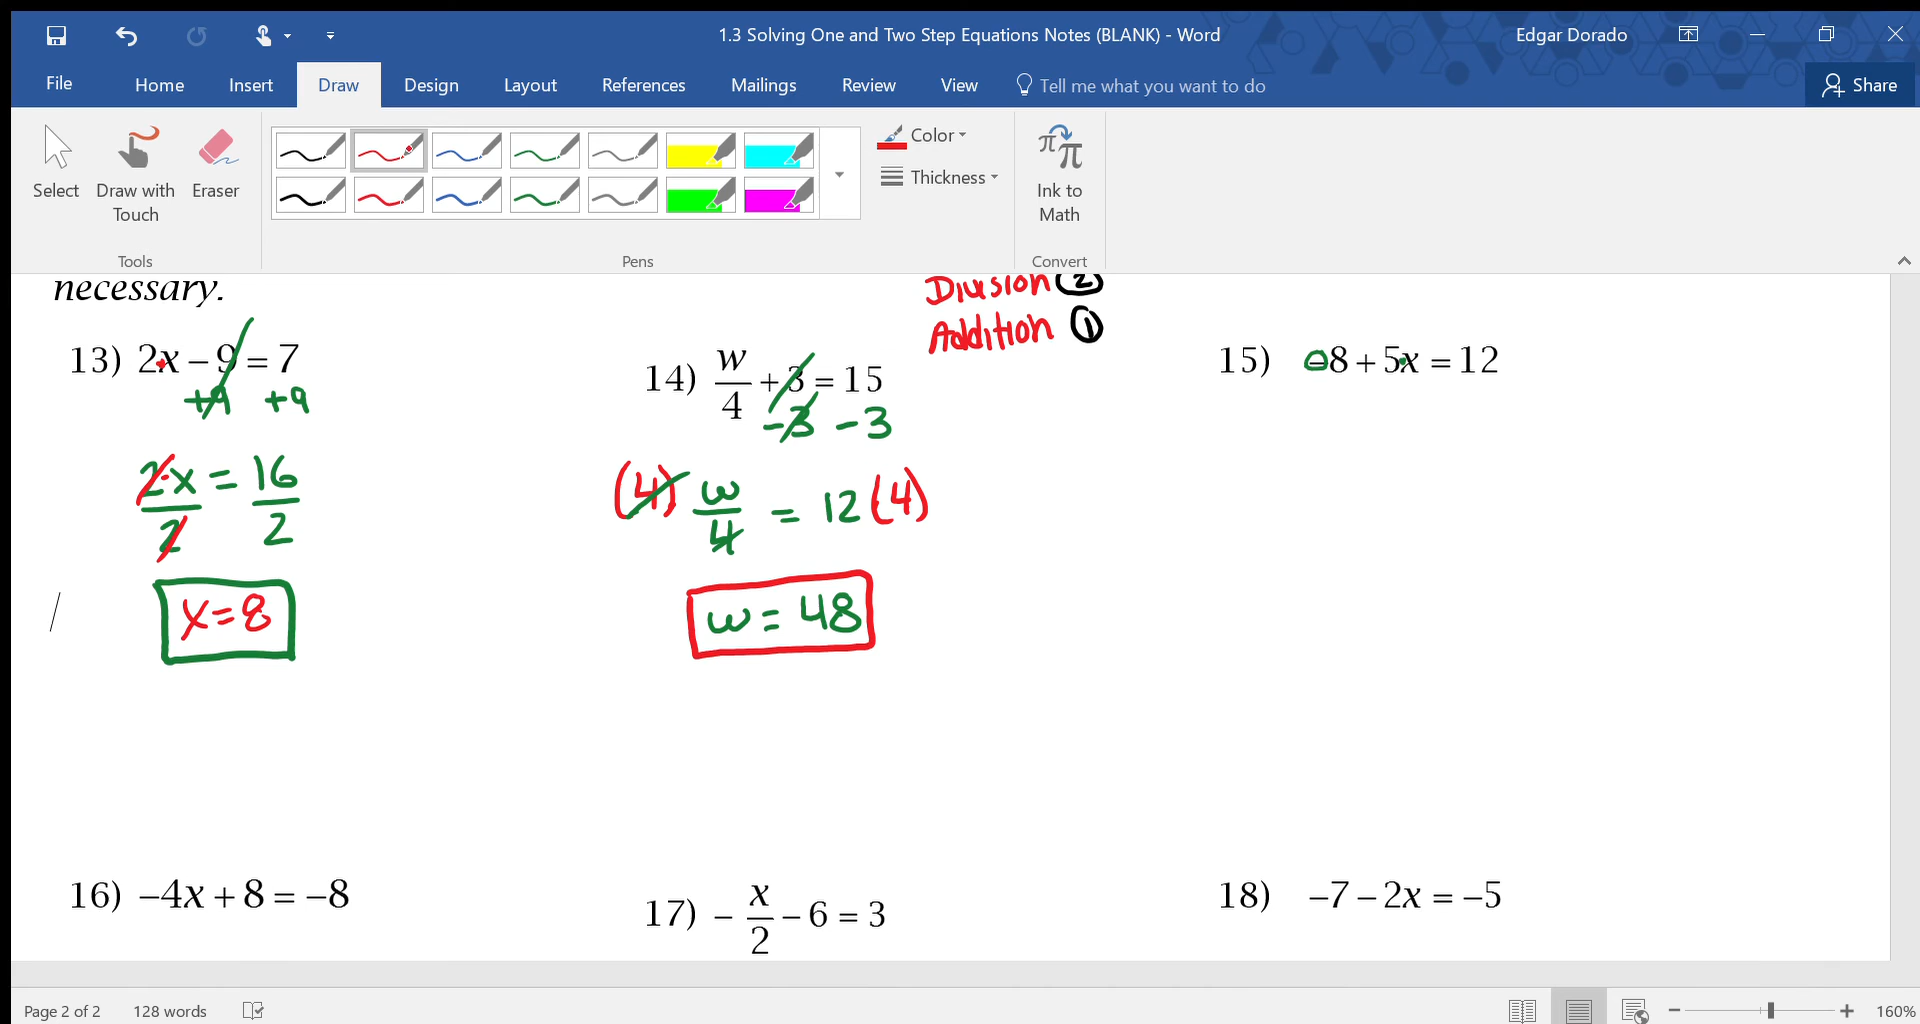 1.3 Solving One and Two Step Equations Notes (BLANK) - Word
Edgar Dorado
File Home Insert Draw Design Layout References Mailings Review View Tell me what you want to do Share
Select
Draw with Touch
Eraser
Color
Thickness
Ink to Math
Tools
Pens
Convert
necessary.
Division ②
Addition ①
13) 2x − 9 = 7
+9 +9
2·x = 16
2 2
x = 8
14) w/4 + 3 = 15
−3 −3
(4) w/4 = 12 (4)
w = 48
15) −8 + 5x = 12
16) −4x + 8 = −8
17) − x/2 − 6 = 3
18) −7 − 2x = −5
Page 2 of 2 128 words
160%